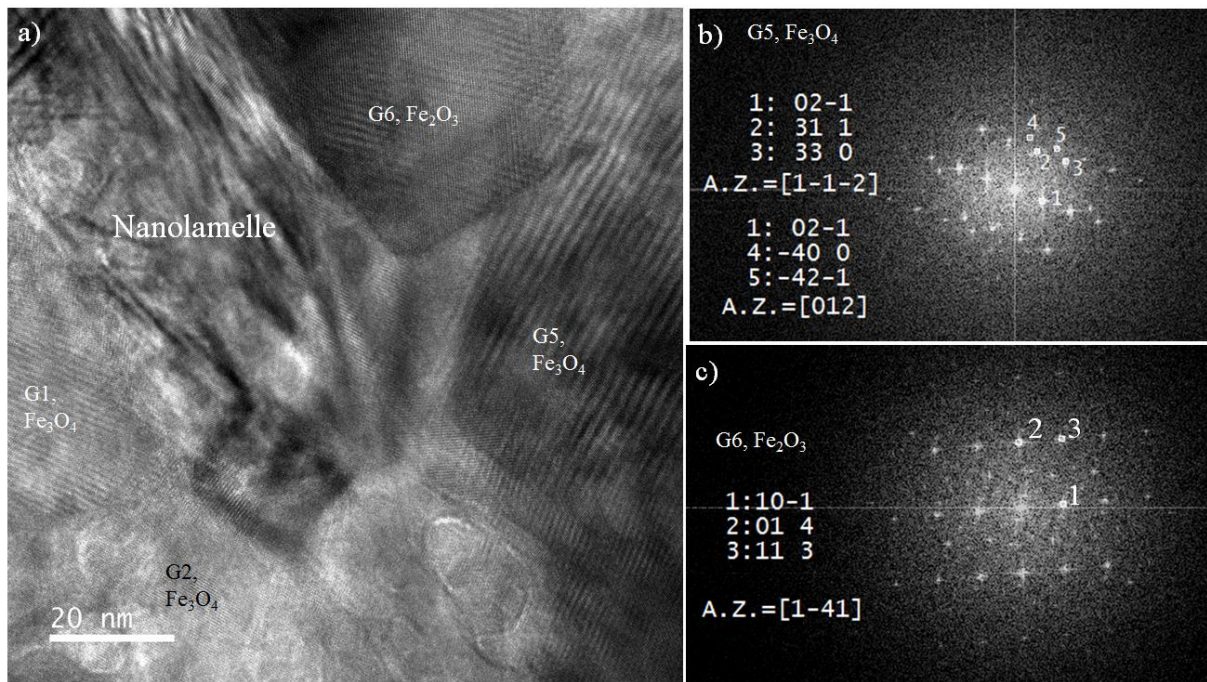 a)
G6, Fe₂O₃
Nanolamelle
G5,
Fe₃O₄
G1,
Fe₃O₄
G2,
Fe₃O₄
20 nm
b)
G5, Fe₃O₄
1: 02-1
2: 31 1
3: 33 0
A.Z.=[1-1-2]
1: 02-1
4:-40 0
5:-42-1
A.Z.=[012]
4
5
2
3
1
c)
G6, Fe₂O₃
1:10-1
2:01 4
3:11 3
A.Z.=[1-41]
2
3
1